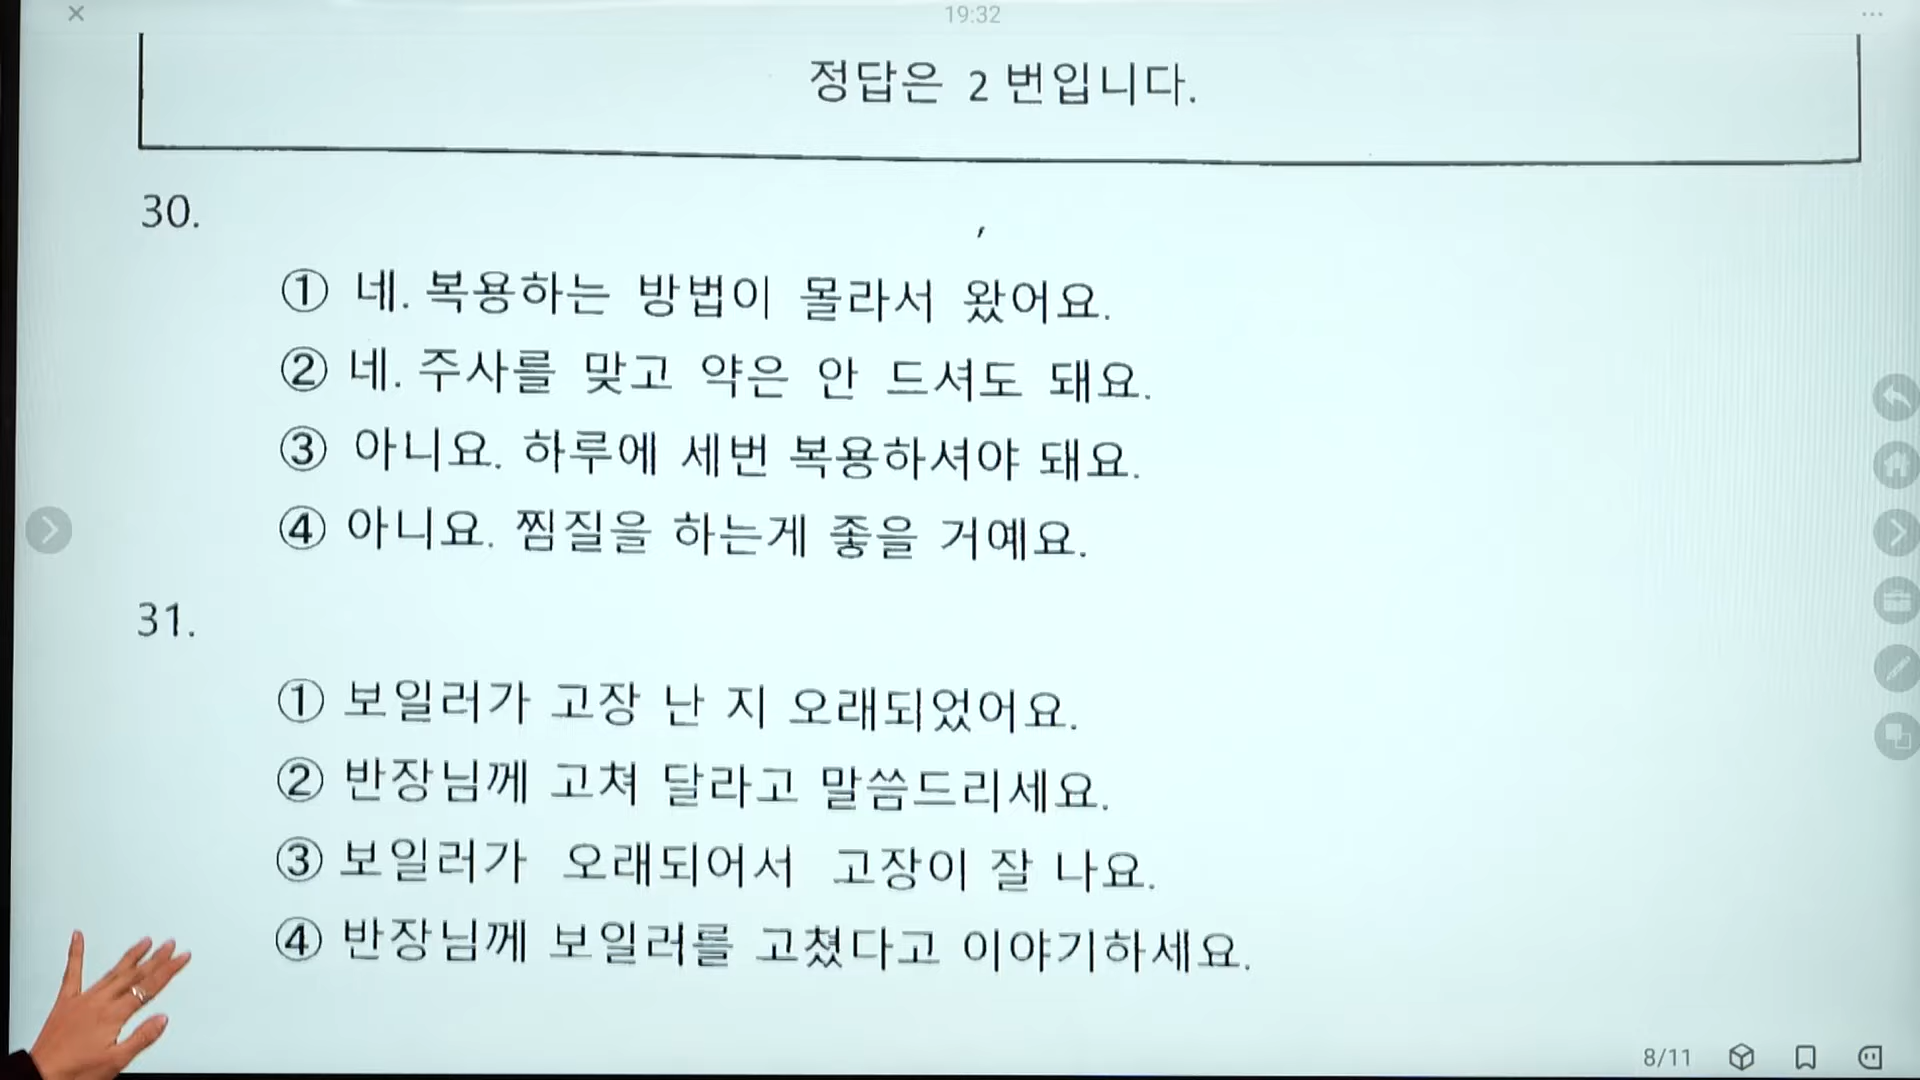 19:32
정답은 2 번입니다.
30.
① 네. 복용하는 방법이 몰라서 왔어요.
② 네. 주사를 맞고 약은 안 드셔도 돼요.
③ 아니요. 하루에 세번 복용하셔야 돼요.
④ 아니요. 찜질을 하는게 좋을 거예요.
31.
① 보일러가 고장 난 지 오래되었어요.
② 반장님께 고쳐 달라고 말씀드리세요.
③ 보일러가 오래되어서 고장이 잘 나요.
④ 반장님께 보일러를 고쳤다고 이야기하세요.
8/11